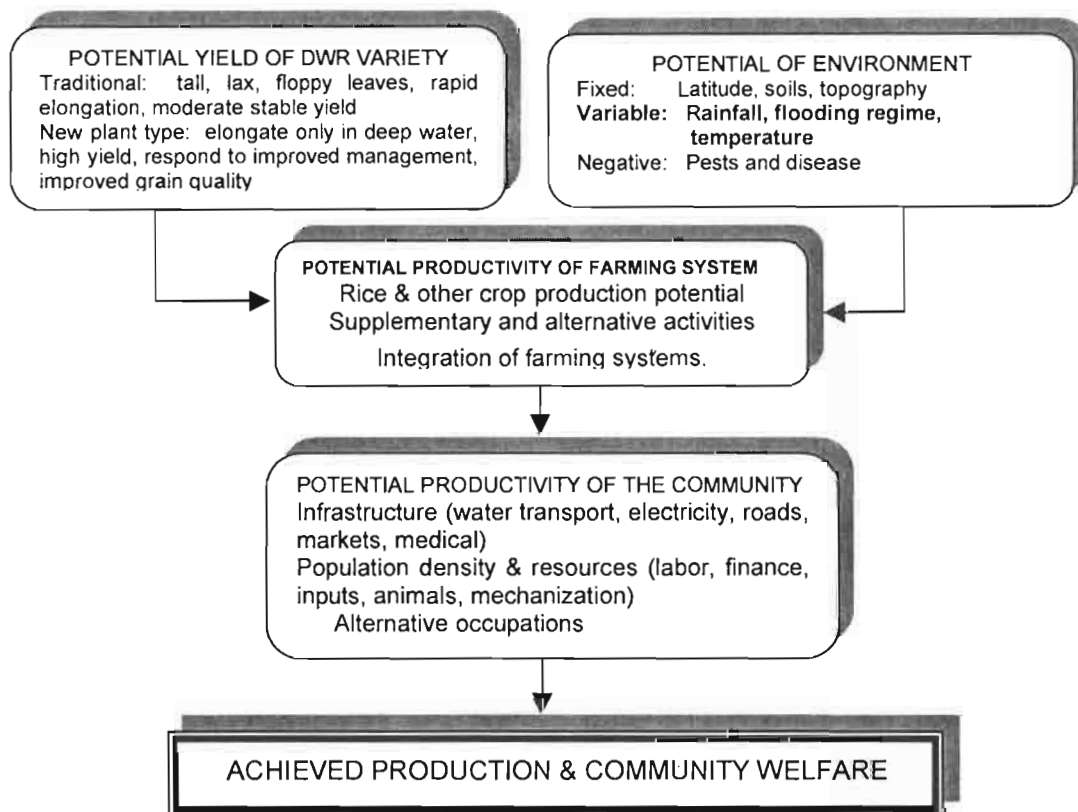 POTENTIAL YIELD OF DWR VARIETY
Traditional: tall, lax, floppy leaves, rapid
elongation, moderate stable yield
New plant type: elongate only in deep water,
high yield, respond to improved management,
improved grain quality
POTENTIAL OF ENVIRONMENT
Fixed: Latitude, soils, topography
Variable: Rainfall, flooding regime,
temperature
Negative: Pests and disease
POTENTIAL PRODUCTIVITY OF FARMING SYSTEM
Rice & other crop production potential
Supplementary and alternative activities
Integration of farming systems.
POTENTIAL PRODUCTIVITY OF THE COMMUNITY
Infrastructure (water transport, electricity, roads,
markets, medical)
Population density & resources (labor, finance,
inputs, animals, mechanization)
Alternative occupations
ACHIEVED PRODUCTION & COMMUNITY WELFARE